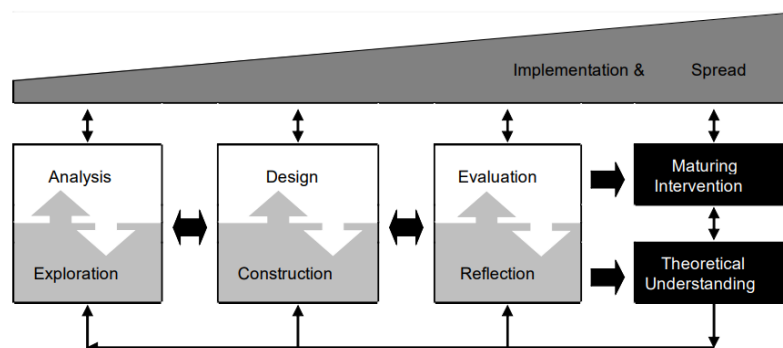 Implementation & Spread
Analysis
Exploration
Design
Construction
Evaluation
Reflection
Maturing
Intervention
Theoretical
Understanding